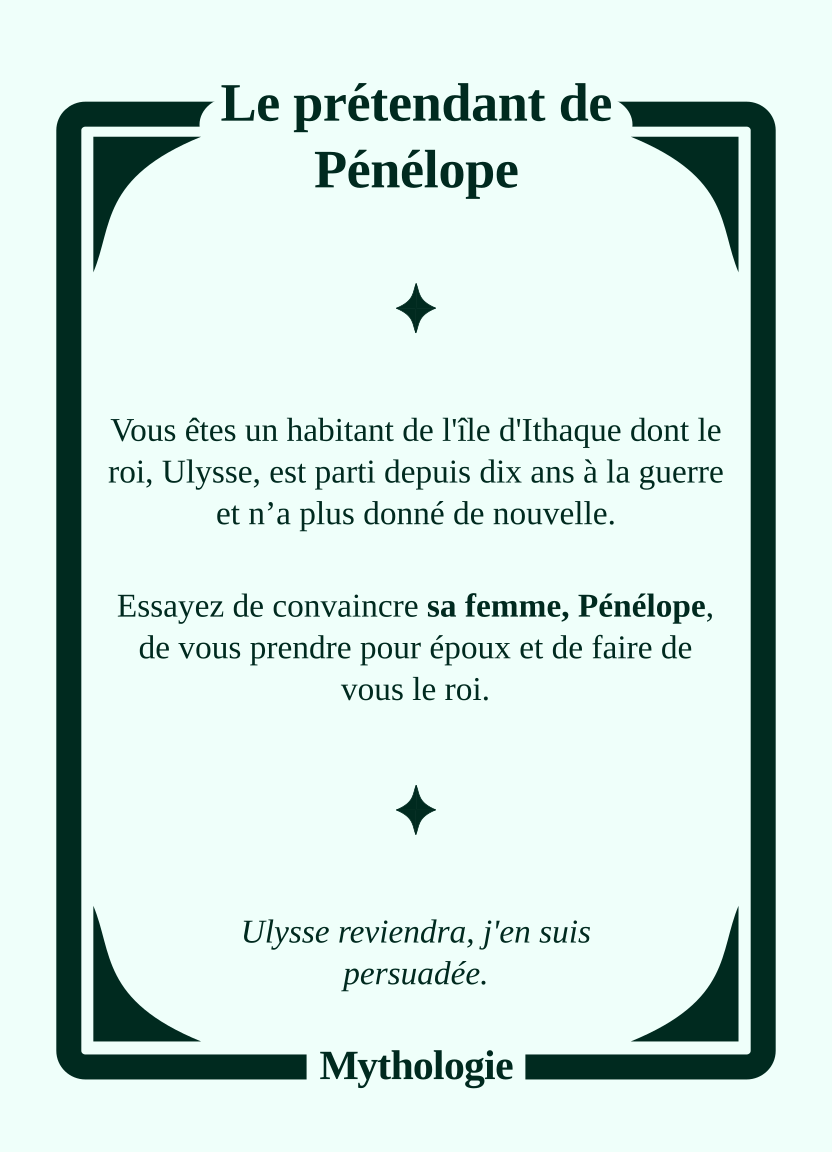 Le prétendant de
Pénélope
Vous êtes un habitant de l'île d'Ithaque dont le
roi, Ulysse, est parti depuis dix ans à la guerre
et n’a plus donné de nouvelle.
Essayez de convaincre sa femme, Pénélope,
de vous prendre pour époux et de faire de
vous le roi.
Ulysse reviendra, j'en suis
persuadée.
Mythologie